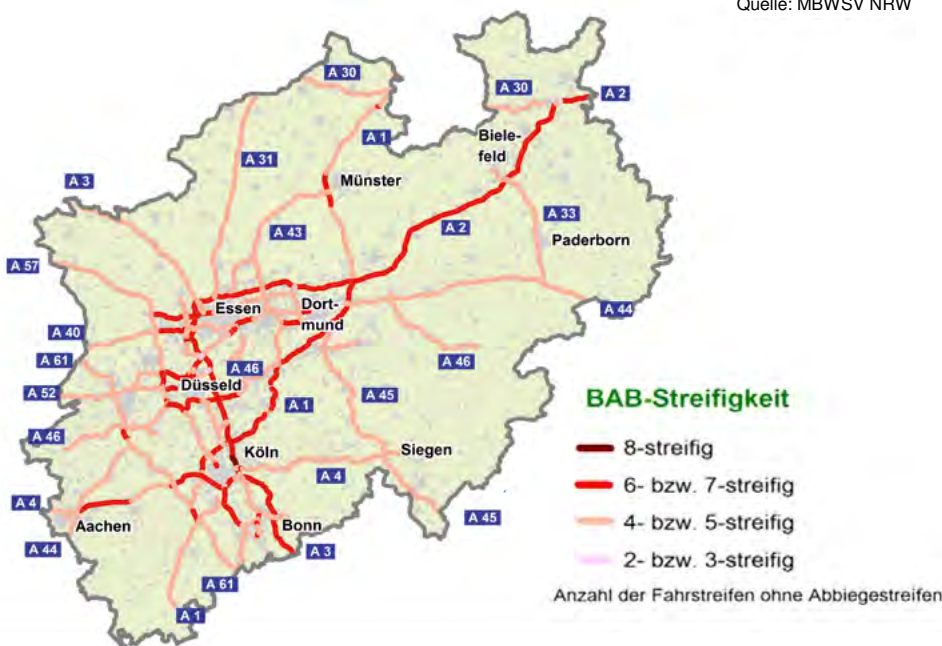 Quelle: MBWSV NRW
A 30
A 30
A 2
A 1
Biele-
feld
A 31
Münster
A 3
A 33
A 43
A 2
Paderborn
A 57
Essen
Dort-
mund
A 44
A 40
A 61
A 46
A 46
Düsseld
A 52
A 1
A 45
A 46
Köln
Siegen
A 4
A 4
Aachen
Bonn
A 45
A 44
A 3
A 61
A 1
BAB-Streifigkeit
8-streifig
6- bzw. 7-streifig
4- bzw. 5-streifig
2- bzw. 3-streifig
Anzahl der Fahrstreifen ohne Abbiegestreifen